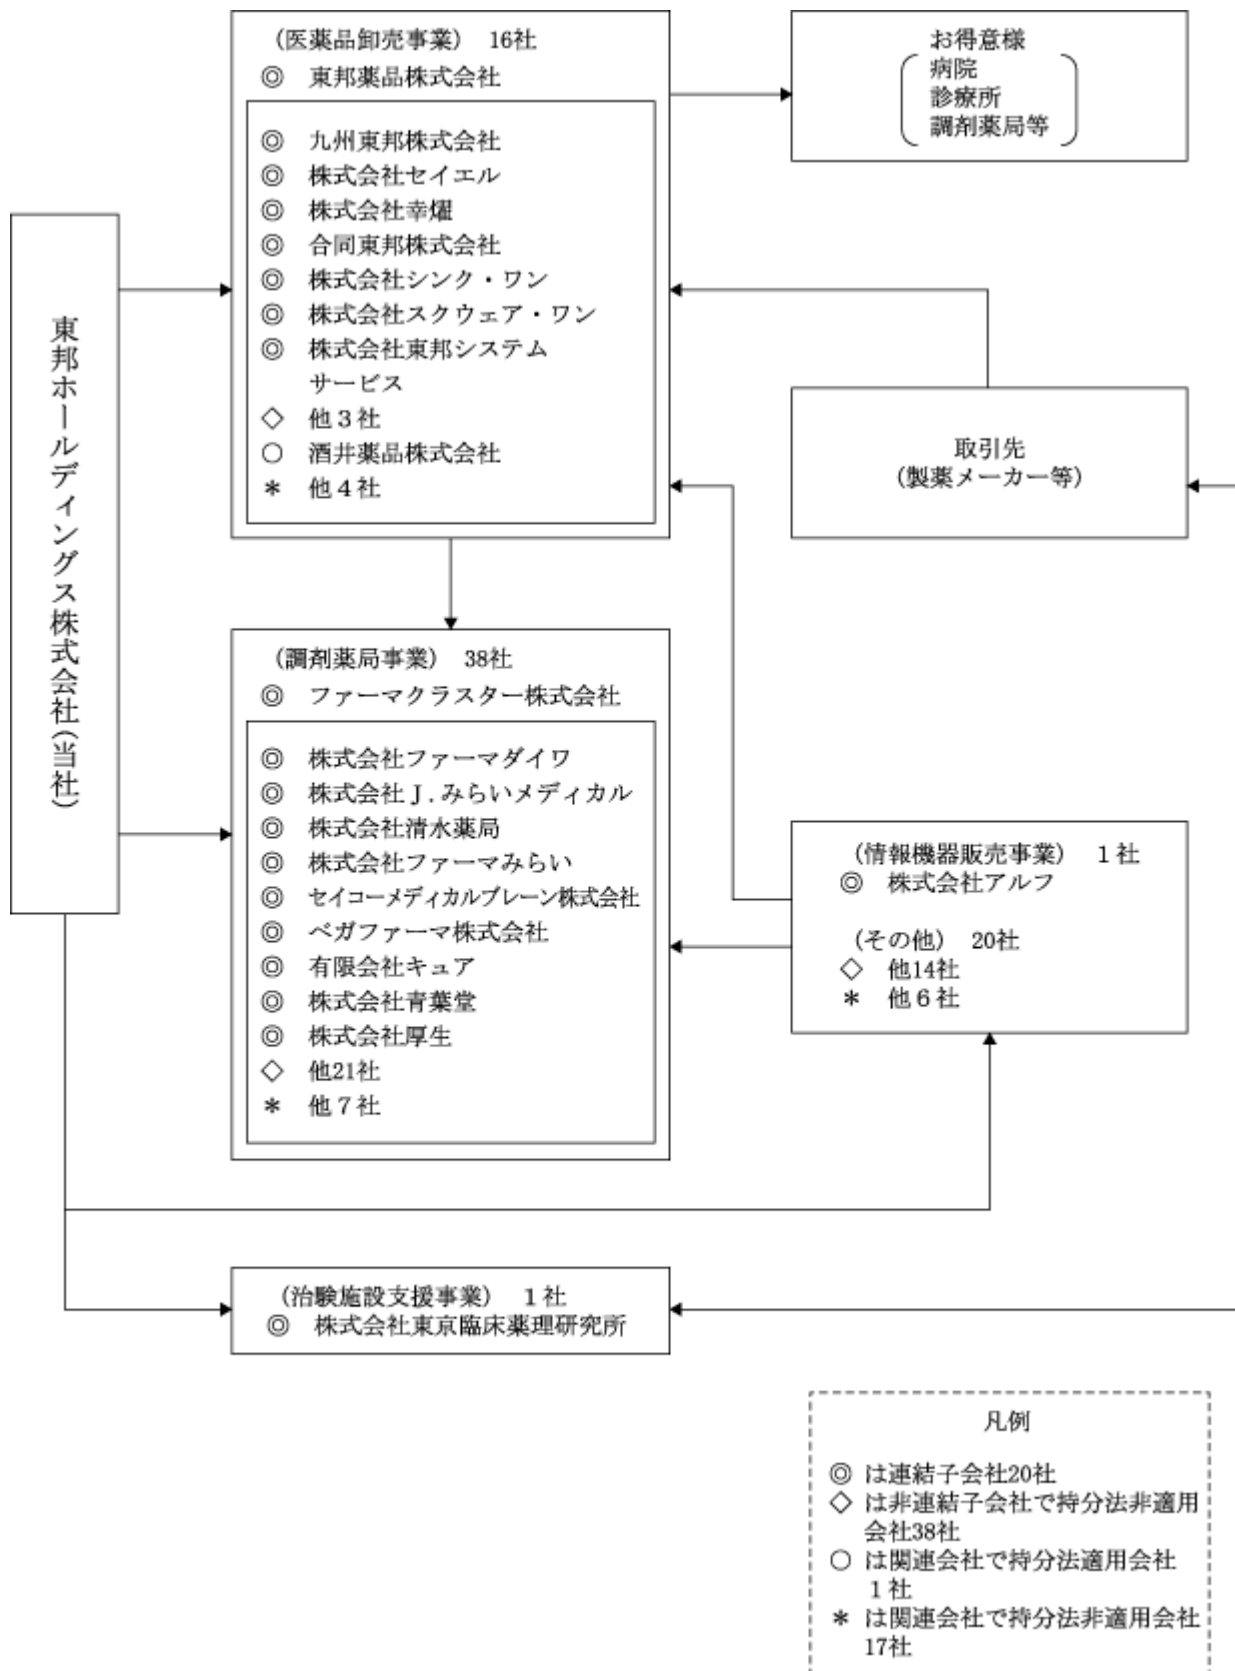 東邦ホールディングス株式会社(当社)
(医薬品卸売事業) 16社
◎ 東邦薬品株式会社
◎ 九州東邦株式会社
◎ 株式会社セイエル
◎ 株式会社幸燿
◎ 合同東邦株式会社
◎ 株式会社シンク・ワン
◎ 株式会社スクウェア・ワン
◎ 株式会社東邦システム
サービス
◇ 他3社
○ 酒井薬品株式会社
* 他4社
お得意様
病院
診療所
調剤薬局等
取引先
(製薬メーカー等)
(調剤薬局事業) 38社
◎ ファーマクラスター株式会社
◎ 株式会社ファーマダイワ
◎ 株式会社J.みらいメディカル
◎ 株式会社清水薬局
◎ 株式会社ファーマみらい
◎ セイコーメディカルブレーン株式会社
◎ ベガファーマ株式会社
◎ 有限会社キュア
◎ 株式会社青葉堂
◎ 株式会社厚生
◇ 他21社
* 他7社
(情報機器販売事業) 1社
◎ 株式会社アルフ
(その他) 20社
◇ 他14社
* 他6社
(治験施設支援事業) 1社
◎ 株式会社東京臨床薬理研究所
凡例
◎ は連結子会社20社
◇ は非連結子会社で持分法非適用
会社38社
○ は関連会社で持分法適用会社
1社
* は関連会社で持分法非適用会社
17社